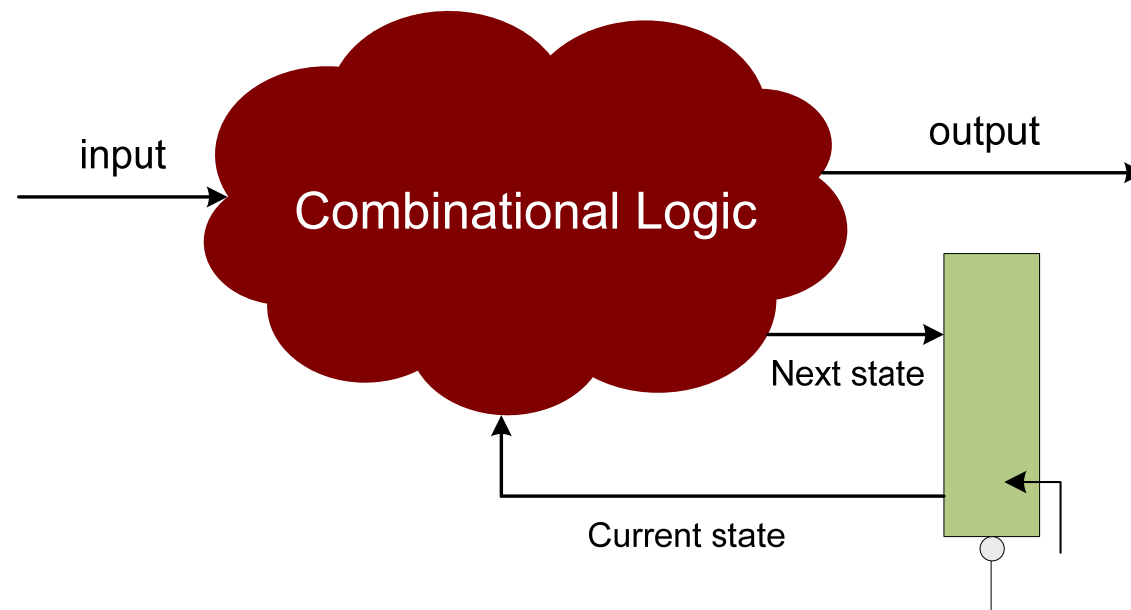 input
output
Combinational Logic
Next state
Current state